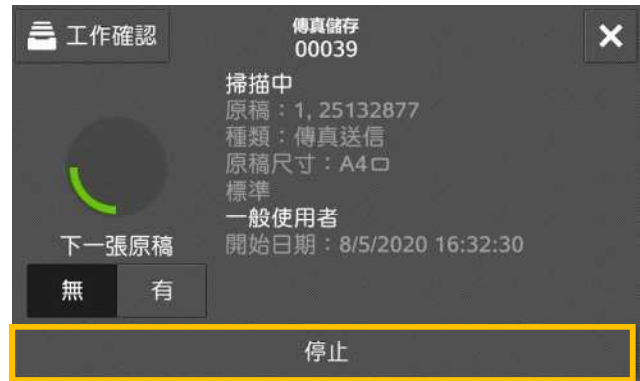 工作確認
傳真儲存
00039
掃描中
原稿：1, 25132877
種類：傳真送信
原稿尺寸：A4
標準
一般使用者
開始日期：8/5/2020 16:32:30
下一張原稿
無
有
停止